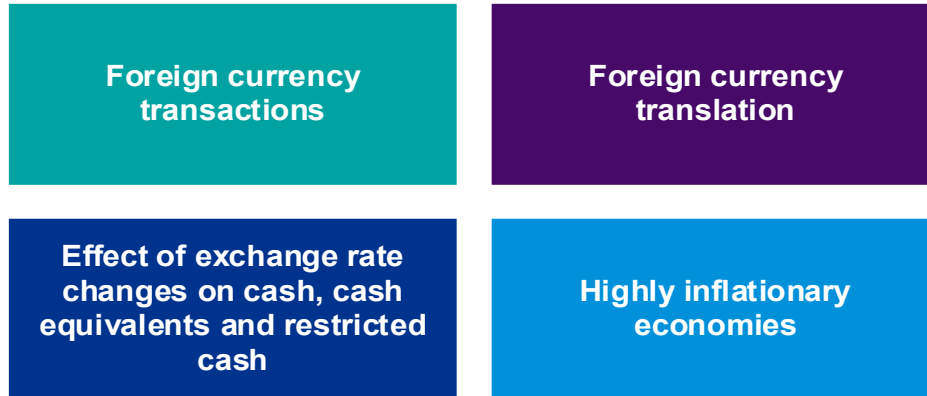 Foreign currency
transactions
Foreign currency
translation
Effect of exchange rate
changes on cash, cash
equivalents and restricted
cash
Highly inflationary
economies